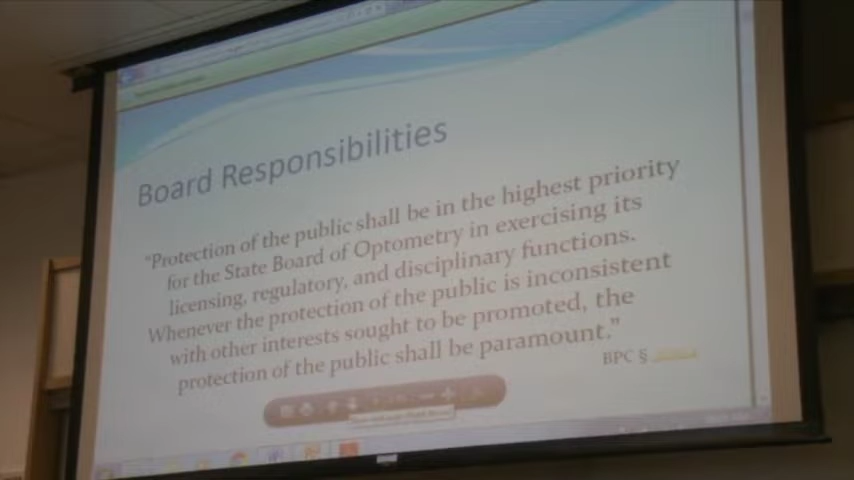 Board Responsibilities
“Protection of the public shall be in the highest priority
for the State Board of Optometry in exercising its
licensing, regulatory, and disciplinary functions.
Whenever the protection of the public is inconsistent
with other interests sought to be promoted, the
protection of the public shall be paramount.”
BPC §